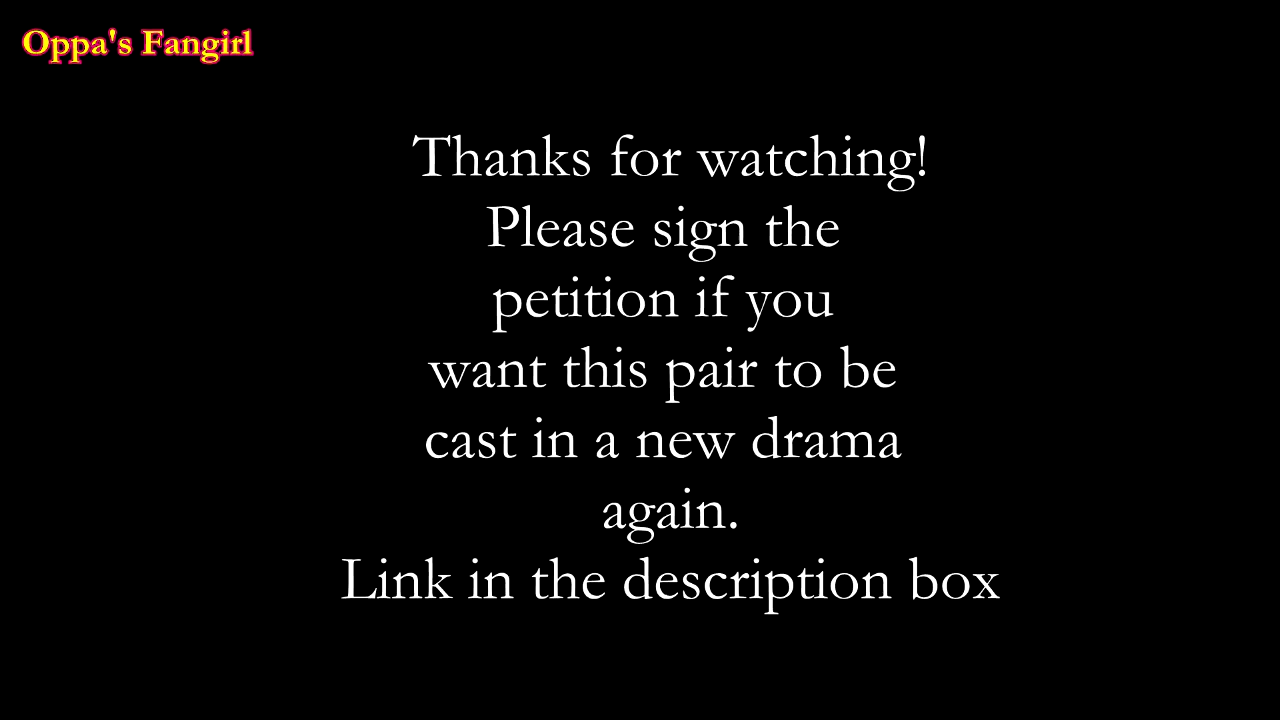 Oppa's Fangirl
Thanks for watching!
Please sign the
petition if you
want this pair to be
cast in a new drama
again.
Link in the description box